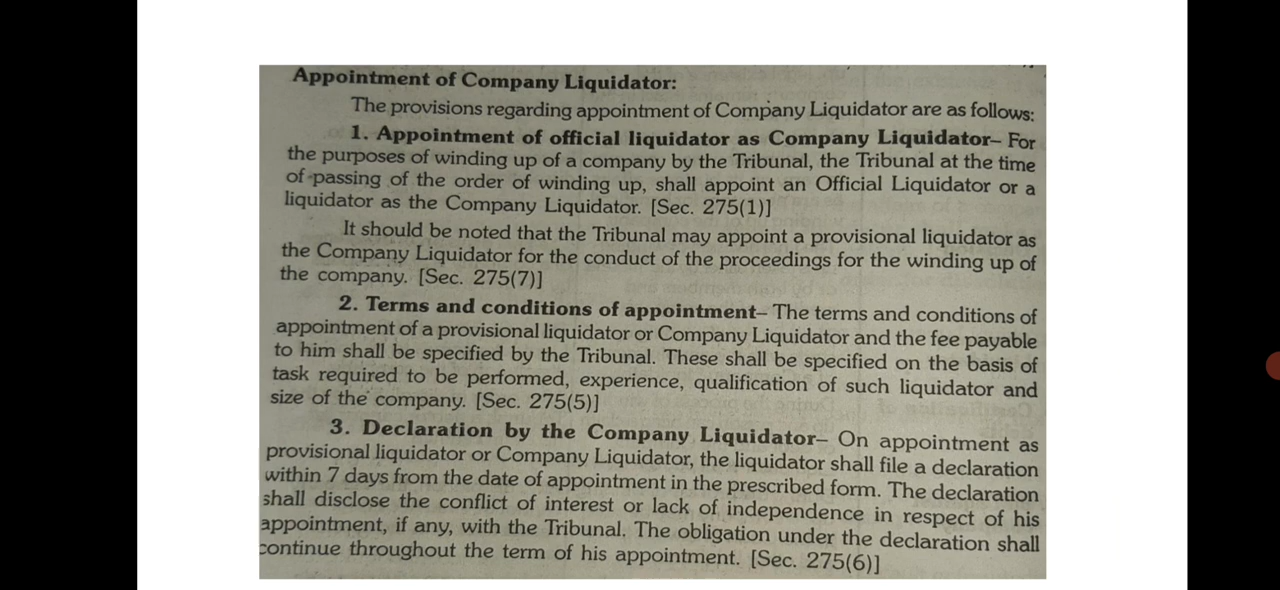 Appointment of Company Liquidator:
The provisions regarding appointment of Company Liquidator are as follows:
1. Appointment of official liquidator as Company Liquidator– For
the purposes of winding up of a company by the Tribunal, the Tribunal at the time
of passing of the order of winding up, shall appoint an Official Liquidator or a
liquidator as the Company Liquidator. [Sec. 275(1)]
It should be noted that the Tribunal may appoint a provisional liquidator as
the Company Liquidator for the conduct of the proceedings for the winding up of
the company. [Sec. 275(7)]
2. Terms and conditions of appointment– The terms and conditions of
appointment of a provisional liquidator or Company Liquidator and the fee payable
to him shall be specified by the Tribunal. These shall be specified on the basis of
task required to be performed, experience, qualification of such liquidator and
size of the company. [Sec. 275(5)]
3. Declaration by the Company Liquidator– On appointment as
provisional liquidator or Company Liquidator, the liquidator shall file a declaration
within 7 days from the date of appointment in the prescribed form. The declaration
shall disclose the conflict of interest or lack of independence in respect of his
appointment, if any, with the Tribunal. The obligation under the declaration shall
continue throughout the term of his appointment. [Sec. 275(6)]